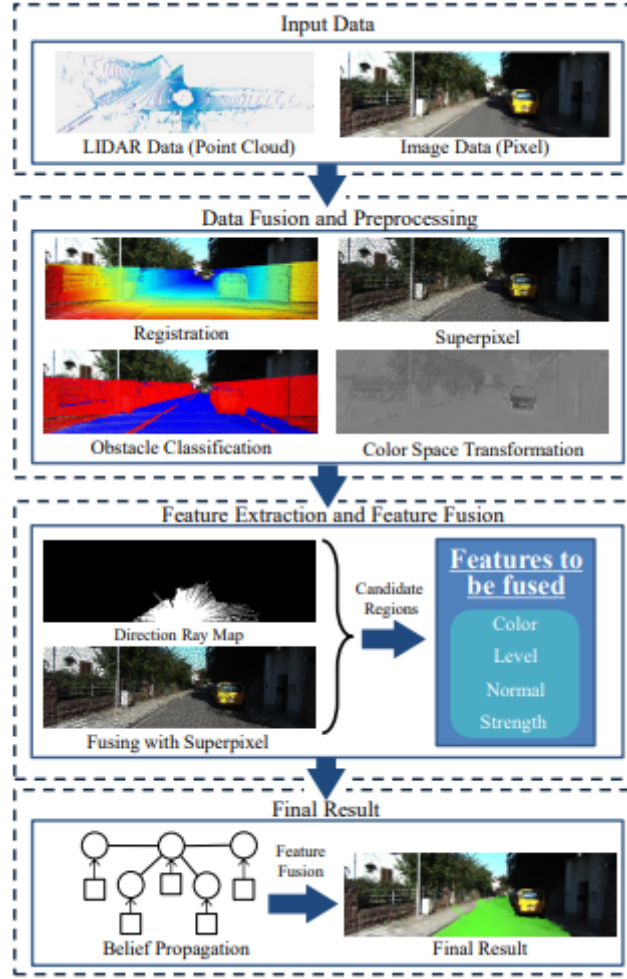 Input Data
LIDAR Data (Point Cloud)
Image Data (Pixel)
Data Fusion and Preprocessing
Registration
Superpixel
Obstacle Classification
Color Space Transformation
Feature Extraction and Feature Fusion
Direction Ray Map
Fusing with Superpixel
Candidate
Regions
Features to
be fused
Color
Level
Normal
Strength
Final Result
Belief Propagation
Feature
Fusion
Final Result